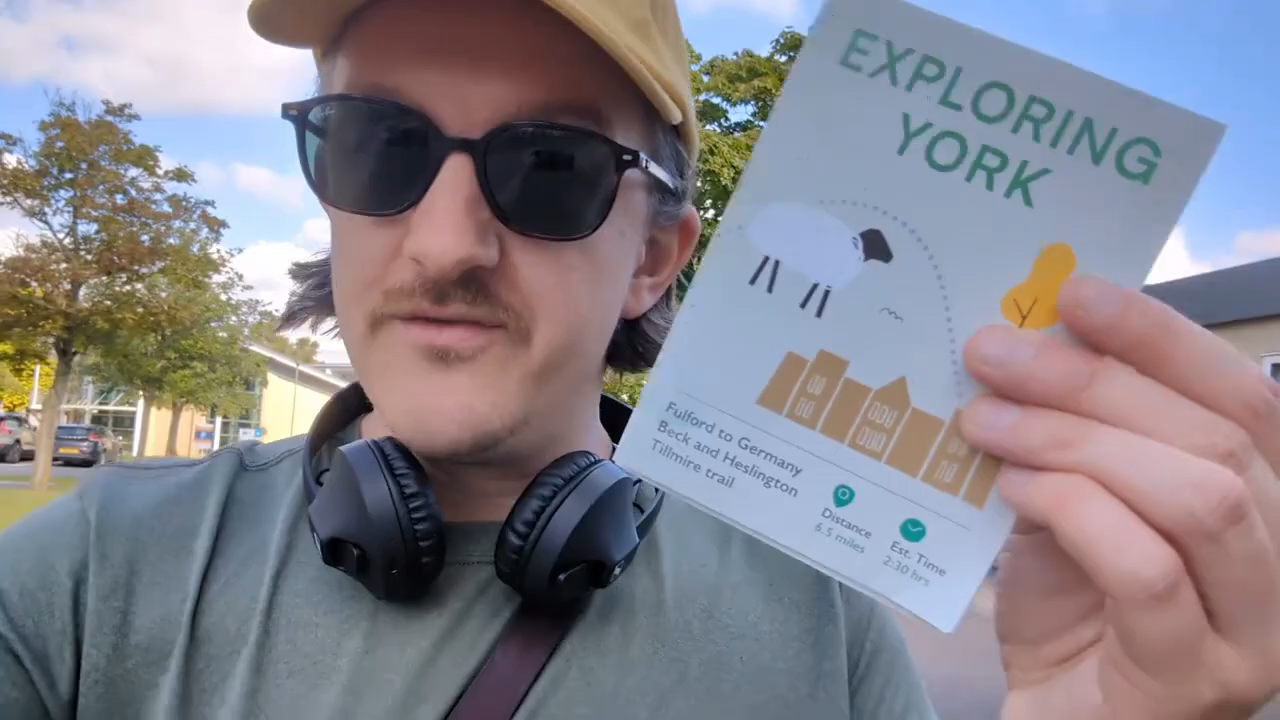 EXPLORING
YORK
Fulford to Germany
Beck and Heslington
Tillmire trail
Distance
6.5 miles
Est. Time
2:30 hrs